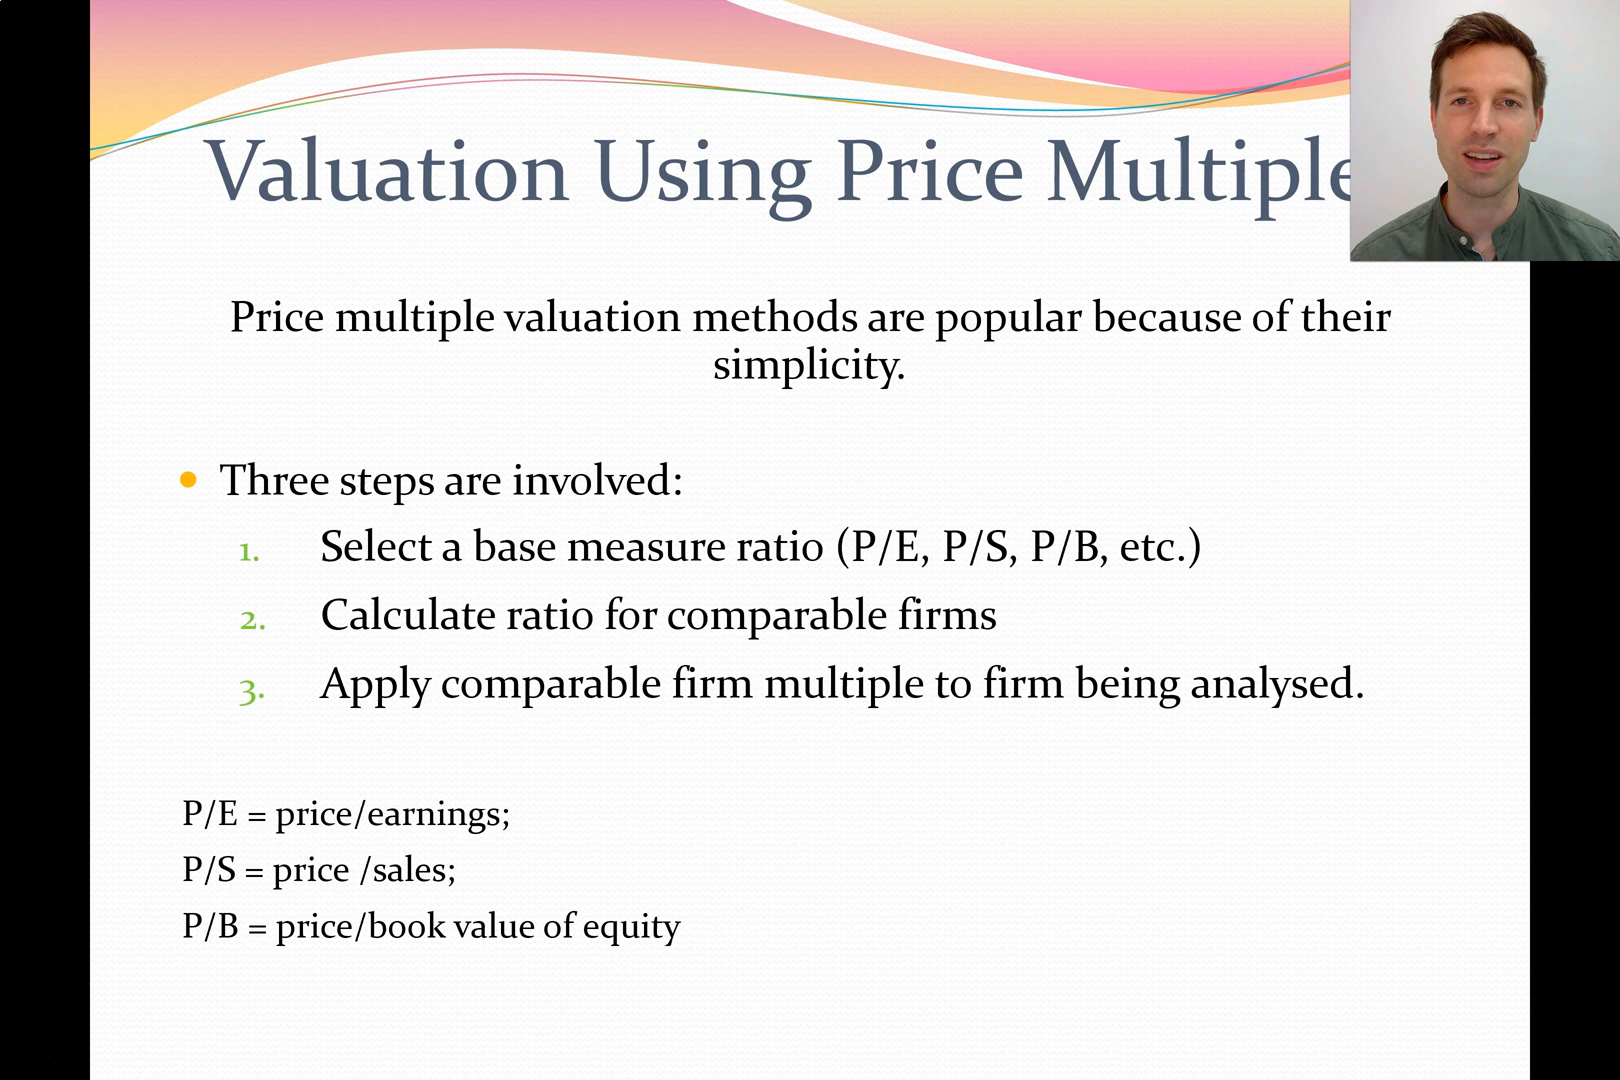 Valuation Using Price Multiple
Price multiple valuation methods are popular because of their
simplicity.
Three steps are involved:
1. Select a base measure ratio (P/E, P/S, P/B, etc.)
2. Calculate ratio for comparable firms
3. Apply comparable firm multiple to firm being analysed.
P/E = price/earnings;
P/S = price /sales;
P/B = price/book value of equity